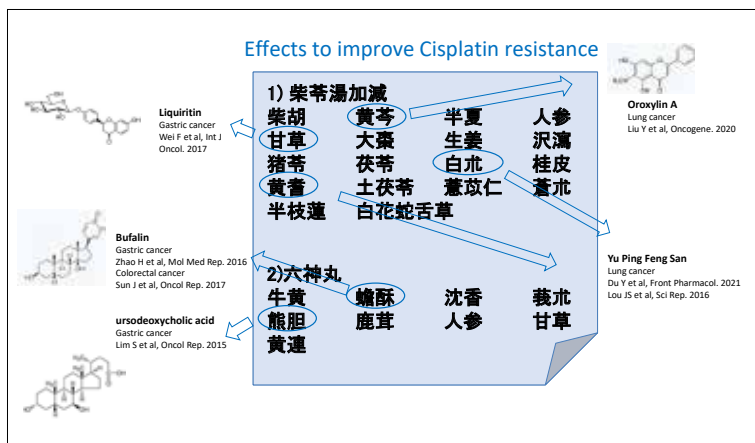 Effects to improve Cisplatin resistance
Liquiritin
Gastric cancer
Wei F et al, Int J
Oncol. 2017
Bufalin
Gastric cancer
Zhao H et al, Mol Med Rep. 2016
Colorectal cancer
Sun J et al, Oncol Rep. 2017
ursodeoxycholic acid
Gastric cancer
Lim S et al, Oncol Rep. 2015
1) 柴苓湯加減
柴胡 黄芩 半夏 人参
甘草 大棗 生姜 沢瀉
猪苓 茯苓 白朮 桂皮
黄耆 土茯苓 薏苡仁 蒼朮
半枝蓮 白花蛇舌草
2)六神丸
牛黄 蟾酥 沈香 莪朮
熊胆 鹿茸 人参 甘草
黄連
Oroxylin A
Lung cancer
Liu Y et al, Oncogene. 2020
Yu Ping Feng San
Lung cancer
Du Y et al, Front Pharmacol. 2021
Lou JS et al, Sci Rep. 2016